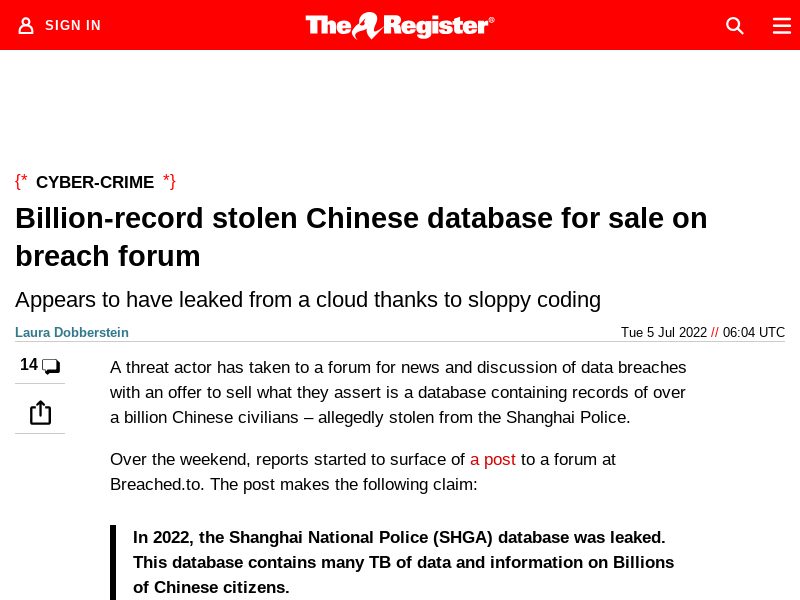 SIGN IN
The Register®
{* CYBER-CRIME *}
Billion-record stolen Chinese database for sale on
breach forum
Appears to have leaked from a cloud thanks to sloppy coding
Laura Dobberstein
Tue 5 Jul 2022 // 06:04 UTC
14
A threat actor has taken to a forum for news and discussion of data breaches
with an offer to sell what they assert is a database containing records of over
a billion Chinese civilians – allegedly stolen from the Shanghai Police.
Over the weekend, reports started to surface of a post to a forum at
Breached.to. The post makes the following claim:
In 2022, the Shanghai National Police (SHGA) database was leaked.
This database contains many TB of data and information on Billions
of Chinese citizens.